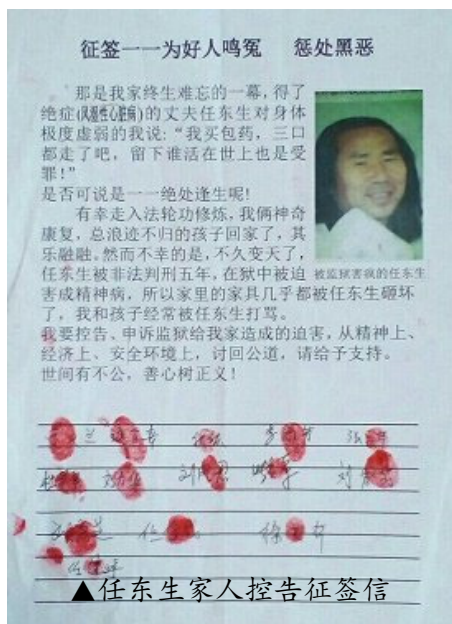 征签一一为好人鸣冤 惩处黑恶
那是我家终生难忘的一幕,得了
绝症(风湿性心脏病)的丈夫任东生对身体
极度虚弱的我说:“我买包药,三口
都走了吧,留下谁活在世上也是受
罪!”
是否可说是一一绝处逢生呢!
有幸走入法轮功修炼,我俩神奇
康复,总浪迹不归的孩子回家了,其
乐融融。然而不幸的是,不久变天了,
任东生被非法判刑五年,在狱中被迫
害成精神病,所以家里的家具几乎都被任东生砸坏
了,我和孩子经常被任东生打骂。
我要控告、申诉监狱给我家造成的迫害,从精神上、
经济上、安全环境上,讨回公道,请给予支持。
世间有不公,善心树正义!
被监狱害疯的任东生
▲任东生家人控告征签信